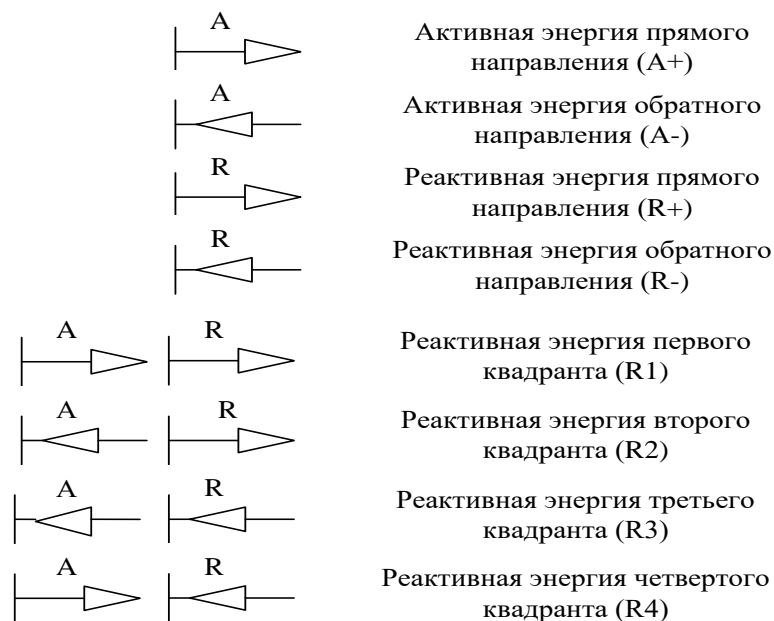 A
Активная энергия прямого
направления (A+)
A
Активная энергия обратного
направления (A-)
R
Реактивная энергия прямого
направления (R+)
R
Реактивная энергия обратного
направления (R-)
A R
Реактивная энергия первого
квадранта (R1)
A R
Реактивная энергия второго
квадранта (R2)
A R
Реактивная энергия третьего
квадранта (R3)
A R
Реактивная энергия четвертого
квадранта (R4)